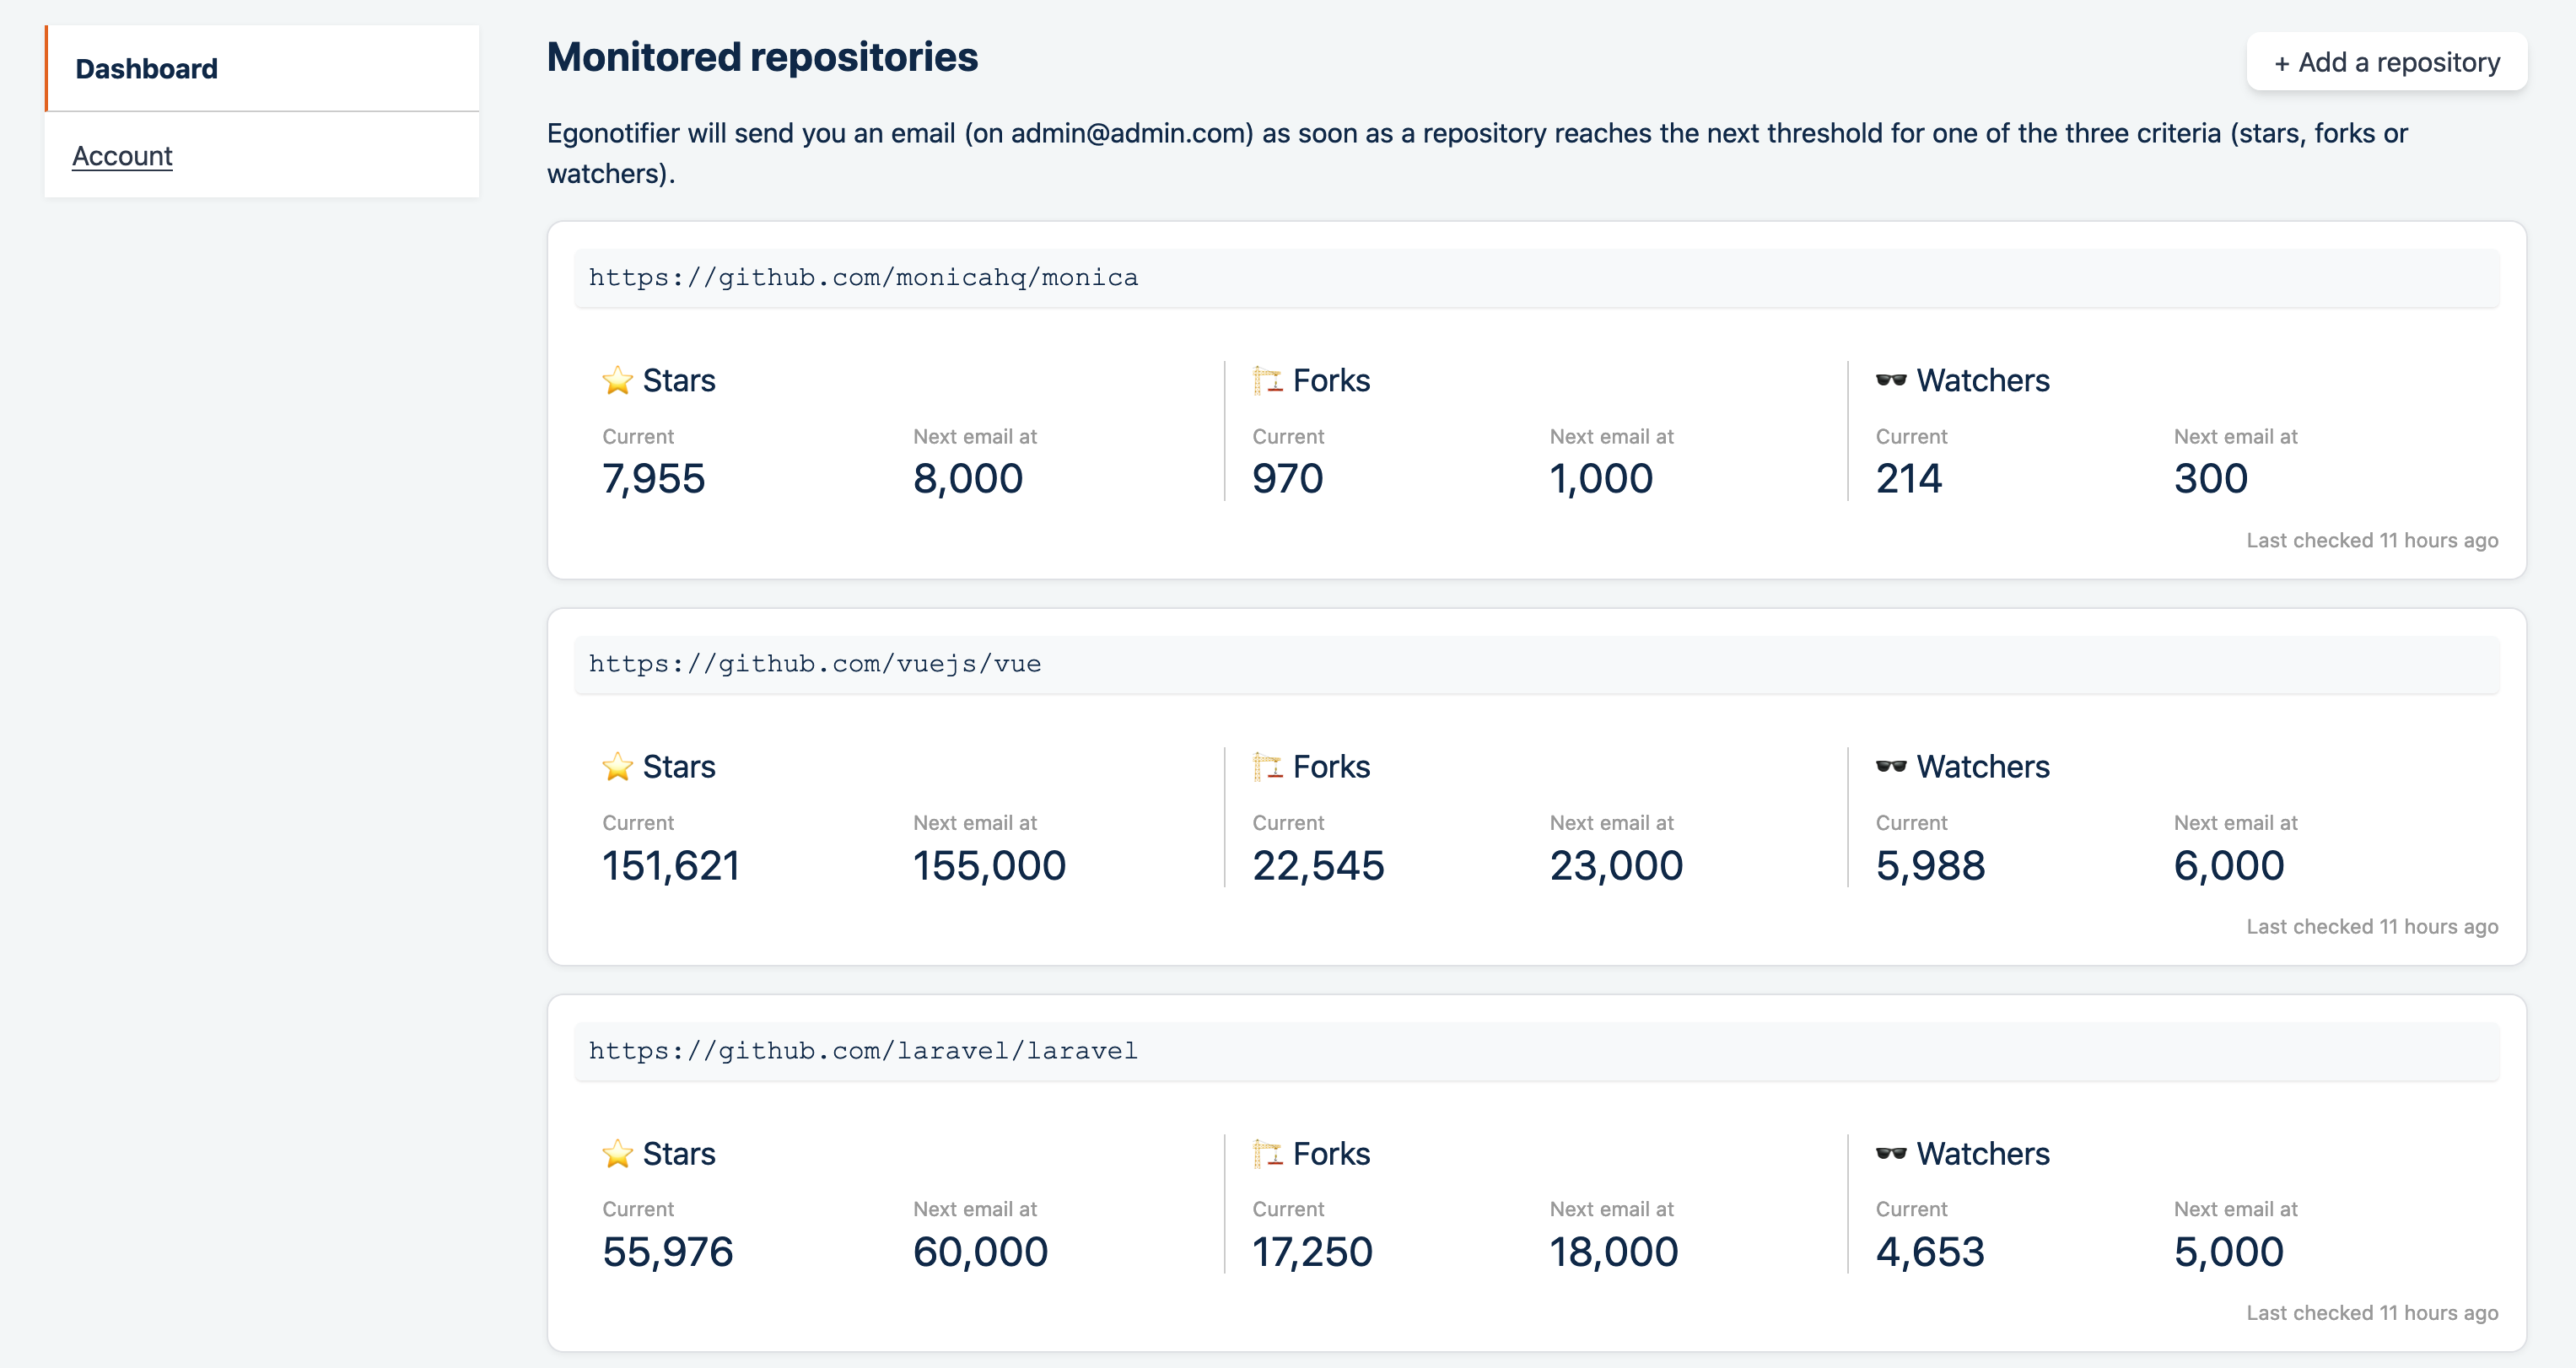 Dashboard
Account
Monitored repositories
+ Add a repository
Egonotifier will send you an email (on admin@admin.com) as soon as a repository reaches the next threshold for one of the three criteria (stars, forks or
watchers).
https://github.com/monicahq/monica
⭐ Stars
Current
7,955
Next email at
8,000
🏗 Forks
Current
970
Next email at
1,000
🕶 Watchers
Current
214
Next email at
300
Last checked 11 hours ago
https://github.com/vuejs/vue
⭐ Stars
Current
151,621
Next email at
155,000
🏗 Forks
Current
22,545
Next email at
23,000
🕶 Watchers
Current
5,988
Next email at
6,000
Last checked 11 hours ago
https://github.com/laravel/laravel
⭐ Stars
Current
55,976
Next email at
60,000
🏗 Forks
Current
17,250
Next email at
18,000
🕶 Watchers
Current
4,653
Next email at
5,000
Last checked 11 hours ago